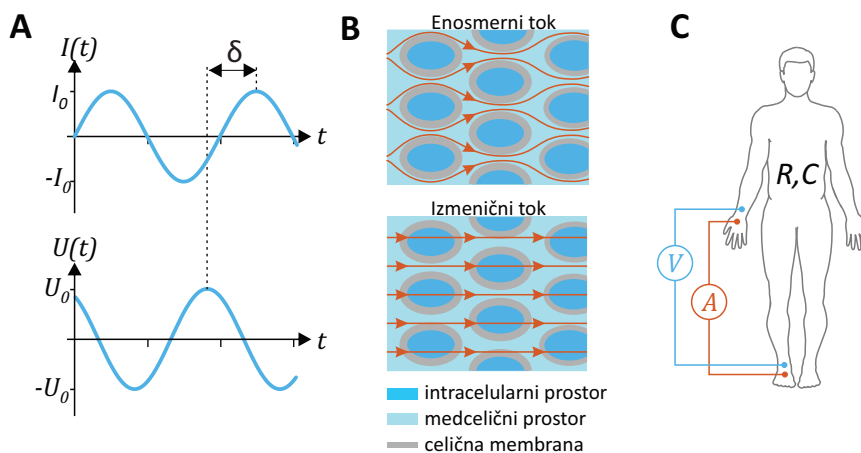 A
I(t)
δ
I₀
t
-I₀
U(t)
U₀
t
-U₀
B
Enosmerni tok
Izmenični tok
intracelularni prostor
medcelični prostor
celična membrana
C
R,C
V
A